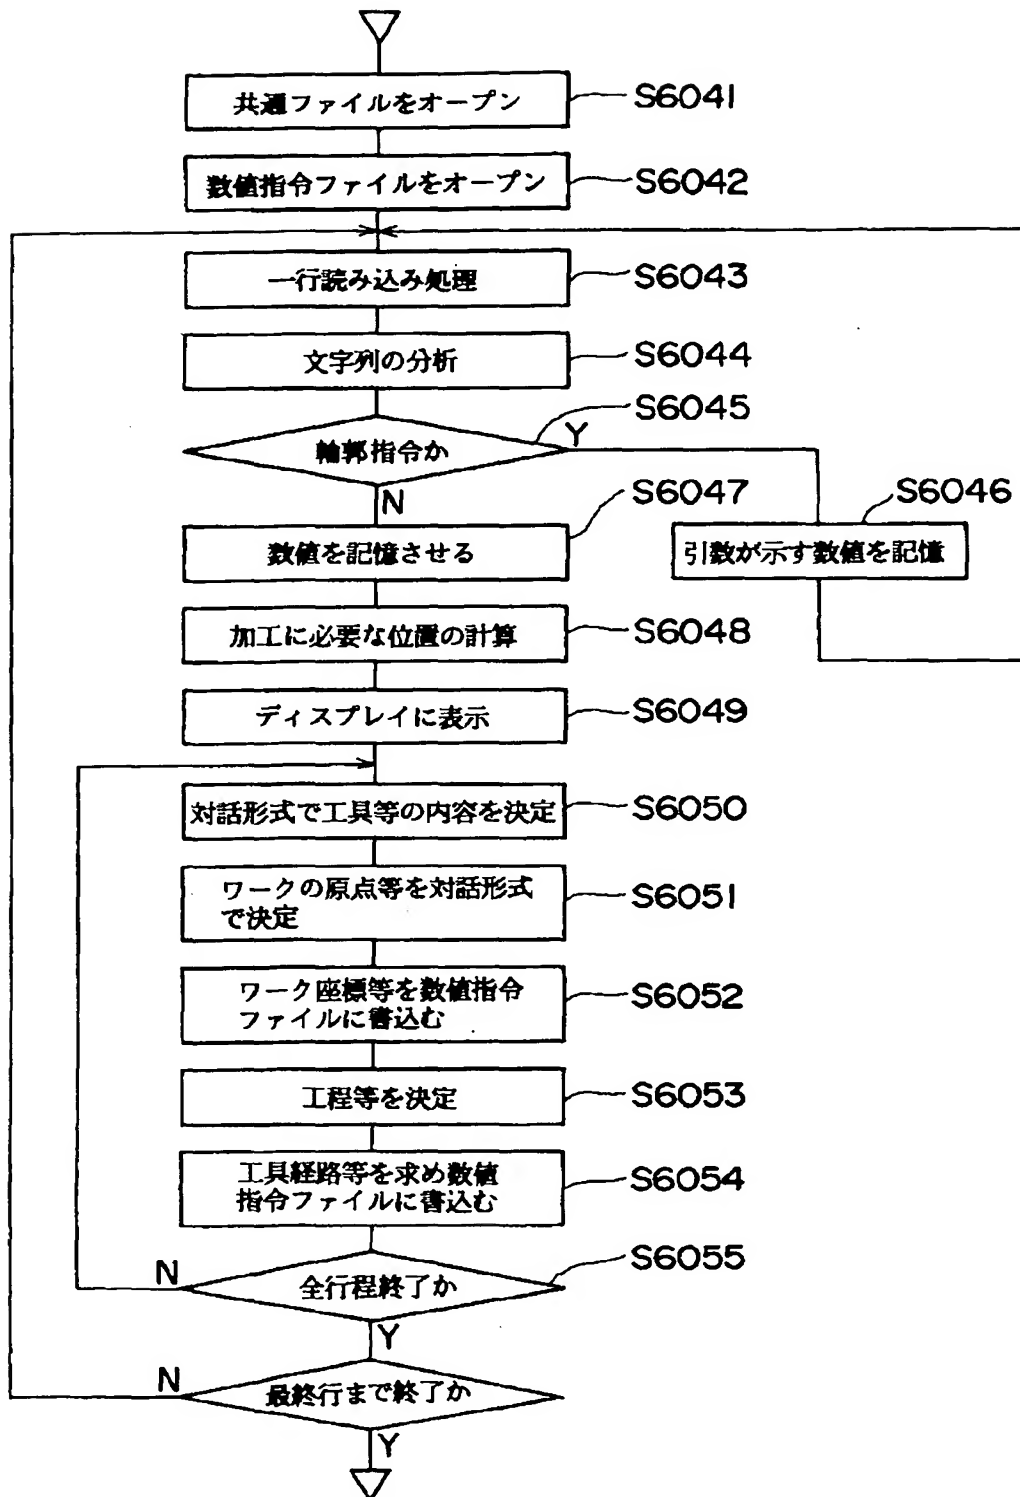 共通ファイルをオープン
S6041
数値指令ファイルをオープン
S6042
一行読み込み処理
S6043
文字列の分析
S6044
S6045
輪郭指令か
Y
N
S6047
S6046
数値を記憶させる
引数が示す数値を記憶
加工に必要な位置の計算
S6048
ディスプレイに表示
S6049
対話形式で工具等の内容を決定
S6050
ワークの原点等を対話形式
で決定
S6051
ワーク座標等を数値指令
ファイルに書込む
S6052
工程等を決定
S6053
工具経路等を求め数値
指令ファイルに書込む
S6054
S6055
N
全行程終了か
Y
N
最終行まで終了か
Y